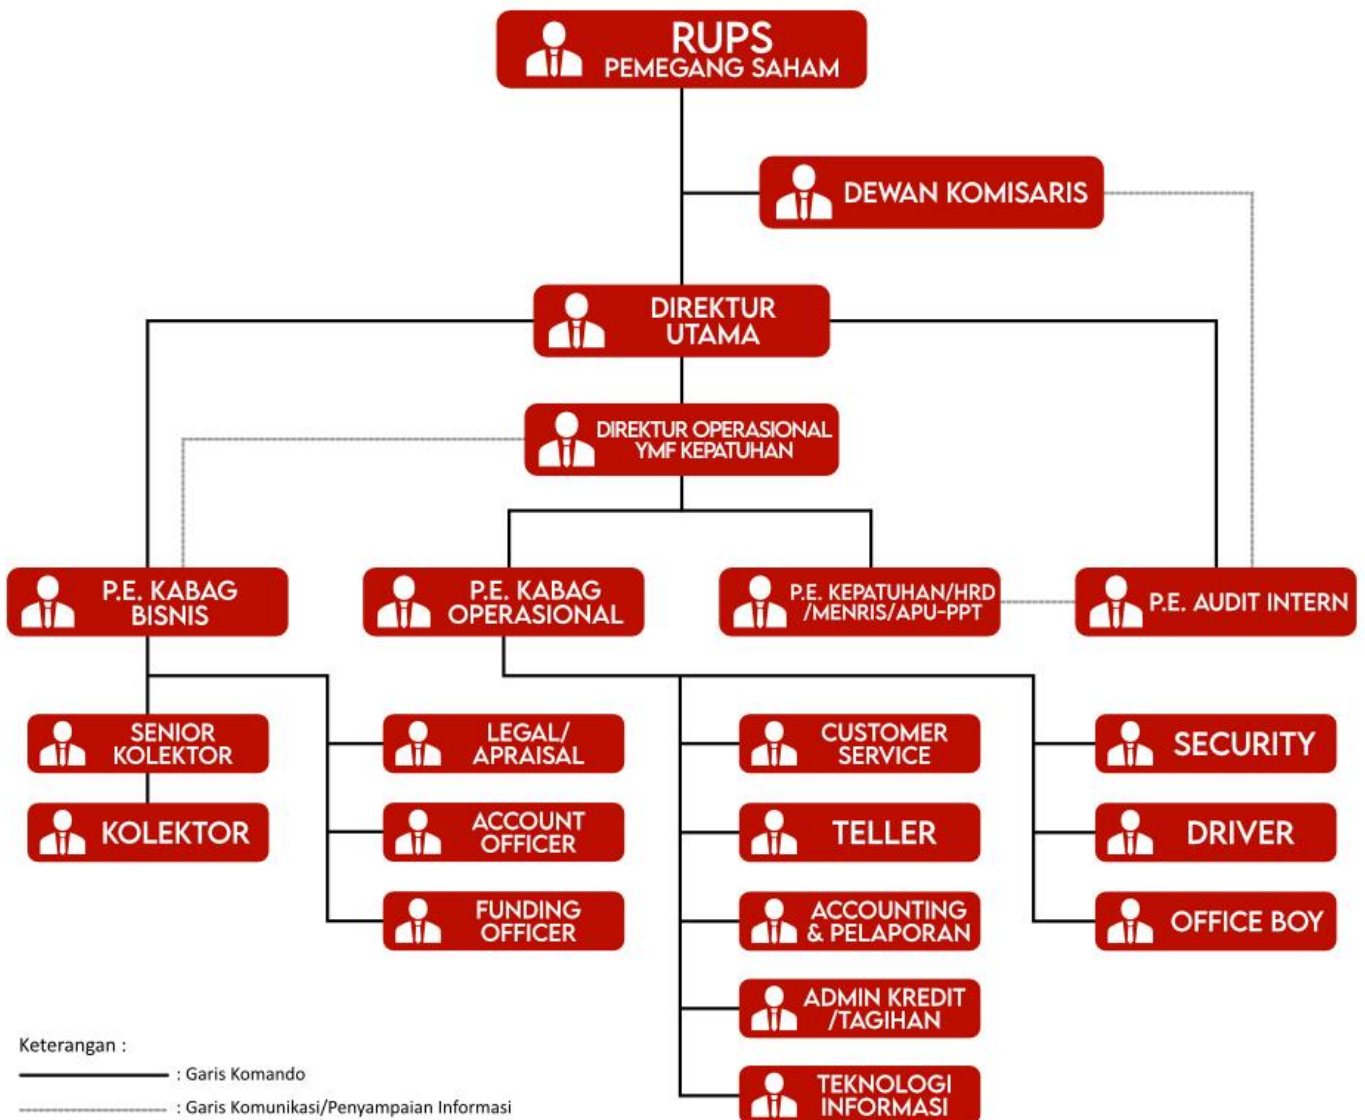 RUPS
PEMEGANG SAHAM
DEWAN KOMISARIS
DIREKTUR
UTAMA
DIREKTUR OPERASIONAL
YMF KEPATUHAN
P.E. KABAG
BISNIS
P.E. KABAG
OPERASIONAL
P.E. KEPATUHAN/HRD
/MENRIS/APU-PPT
P.E. AUDIT INTERN
SENIOR
KOLEKTOR
LEGAL/
APRAISAL
CUSTOMER
SERVICE
SECURITY
KOLEKTOR
ACCOUNT
OFFICER
TELLER
DRIVER
FUNDING
OFFICER
ACCOUNTING
& PELAPORAN
OFFICE BOY
ADMIN KREDIT
/TAGIHAN
TEKNOLOGI
INFORMASI
Keterangan :
: Garis Komando
: Garis Komunikasi/Penyampaian Informasi